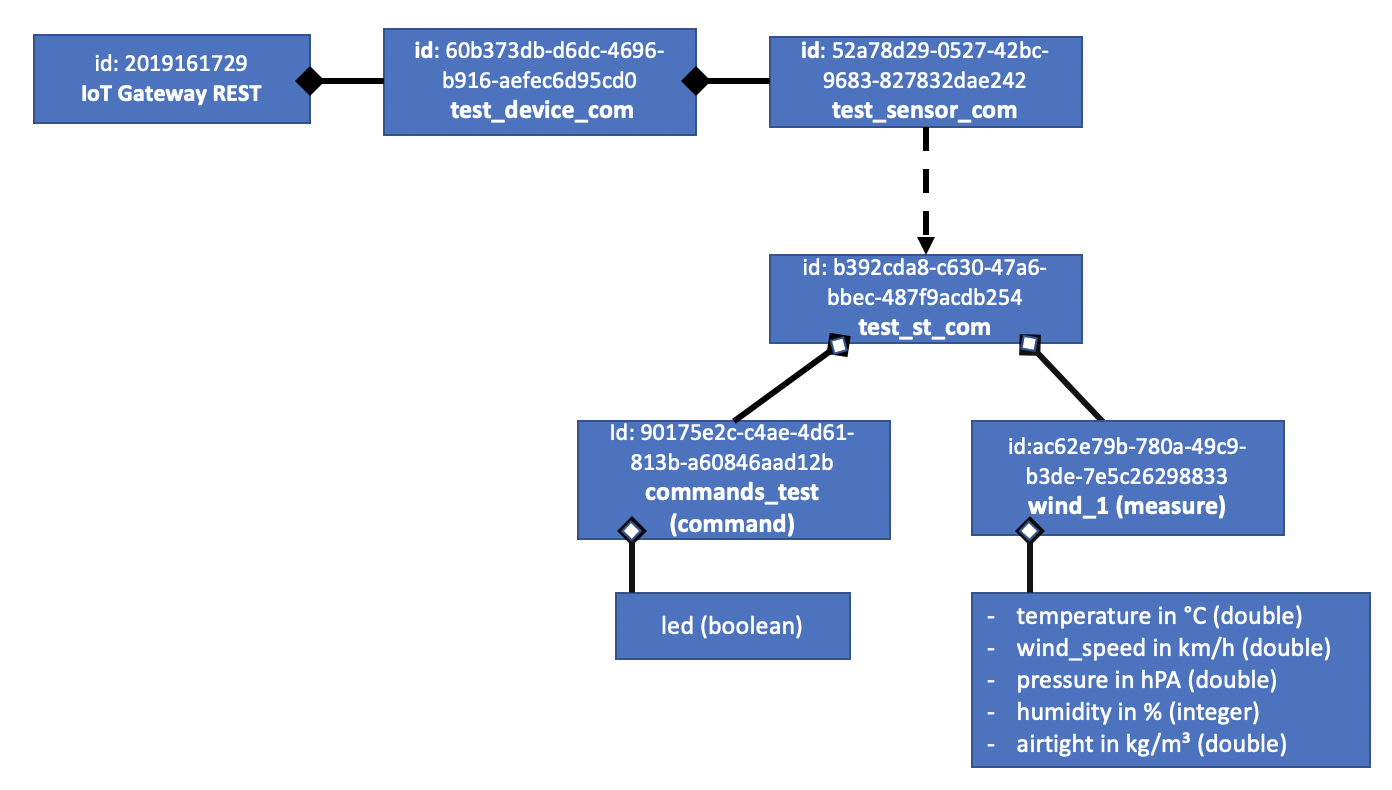 id: 2019161729
IoT Gateway REST
id: 60b373db-d6dc-4696-
b916-aefec6d95cd0
test_device_com
id: 52a78d29-0527-42bc-
9683-827832dae242
test_sensor_com
id: b392cda8-c630-47a6-
bbec-487f9acdb254
test_st_com
Id: 90175e2c-c4ae-4d61-
813b-a60846aad12b
commands_test
(command)
id:ac62e79b-780a-49c9-
b3de-7e5c26298833
wind_1 (measure)
led (boolean)
- temperature in °C (double)
- wind_speed in km/h (double)
- pressure in hPA (double)
- humidity in % (integer)
- airtight in kg/m³ (double)